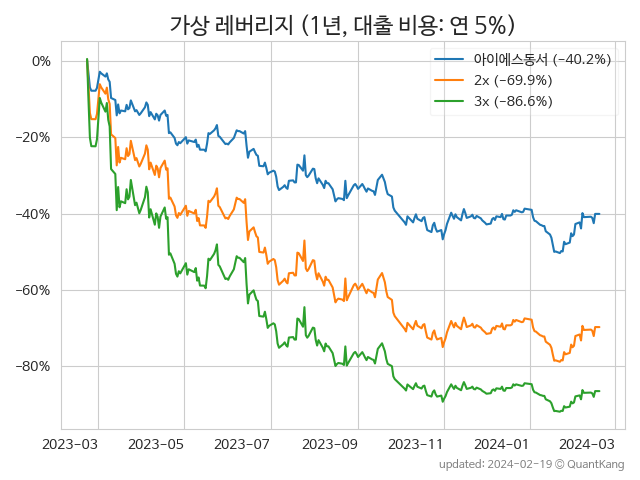 가상 레버리지 (1년, 대출 비용: 연 5%)
아이에스동서 (−40.2%)
2x (−69.9%)
3x (−86.6%)
0%
−20%
−40%
−60%
−80%
2023-03 2023-05 2023-07 2023-09 2023-11 2024-01 2024-03
updated: 2024-02-19 © QuantKang